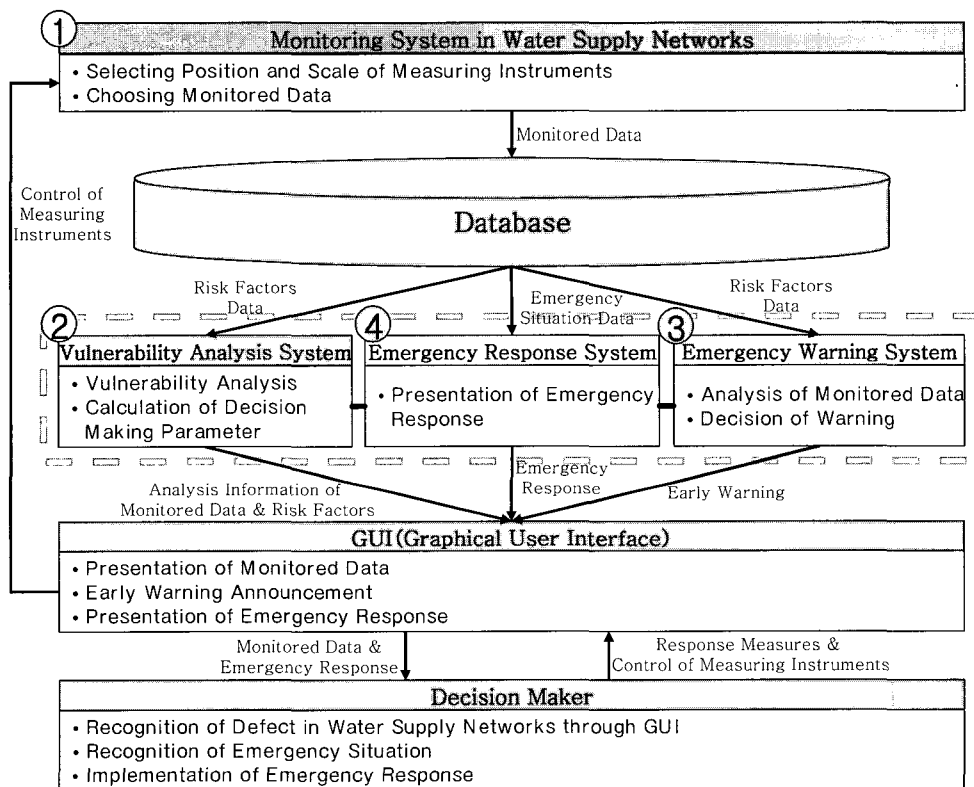 ①
Monitoring System in Water Supply Networks
• Selecting Position and Scale of Measuring Instruments
• Choosing Monitored Data
Monitored Data
Control of
Measuring
Instruments
Database
Risk Factors
Data
Emergency
Situation Data
Risk Factors
Data
②
Vulnerability Analysis System
• Vulnerability Analysis
• Calculation of Decision
Making Parameter
④
Emergency Response System
• Presentation of Emergency
Response
③
Emergency Warning System
• Analysis of Monitored Data
• Decision of Warning
Analysis Information of
Monitored Data & Risk Factors
Emergency
Response
Early Warning
GUI(Graphical User Interface)
• Presentation of Monitored Data
• Early Warning Announcement
• Presentation of Emergency Response
Monitored Data &
Emergency Response
Response Measures &
Control of Measuring Instruments
Decision Maker
• Recognition of Defect in Water Supply Networks through GUI
• Recognition of Emergency Situation
• Implementation of Emergency Response